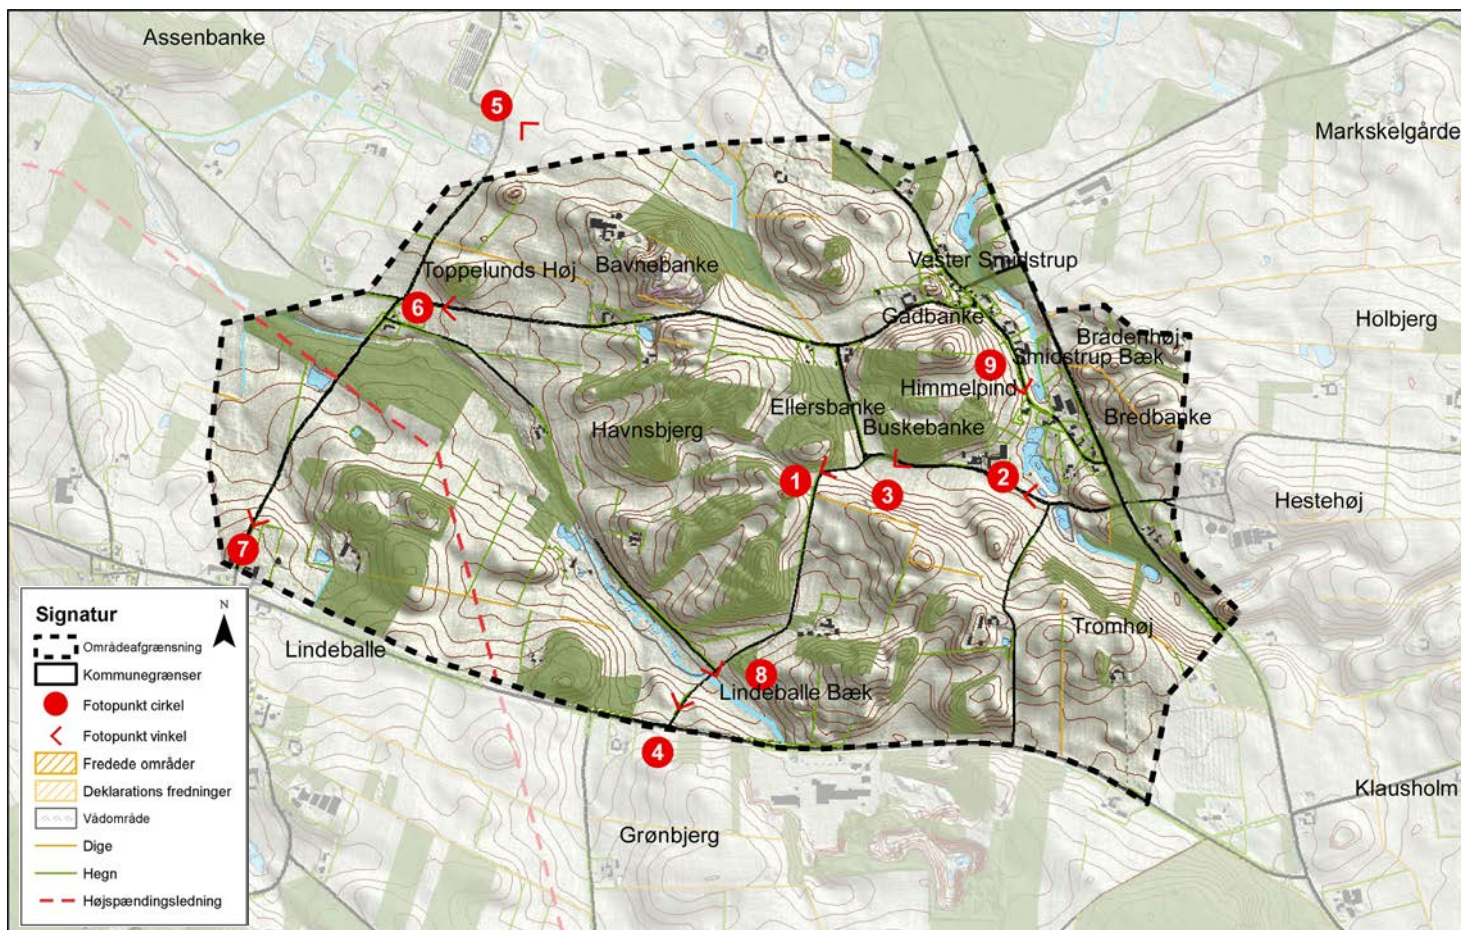 Assenbanke
5
Markskelgårde
Vester Smidstrup
Toppelunds Høj
Bavnebanke
6
Gadbanke
Holbjerg
Brådenhøj
Smidstrup Bæk
9
Himmelpind
Ellersbanke
Bredbanke
Havnsbjerg
Buskebanke
1
2
3
Hestehøj
7
Signatur
N
Områdeafgrænsning
Kommunegrænser
Fotopunkt cirkel
Fotopunkt vinkel
Fredede områder
Deklarations fredninger
Vådområde
Dige
Hegn
Højspændingsledning
Tromhøj
Lindeballe
8
Lindeballe Bæk
4
Klausholm
Grønbjerg